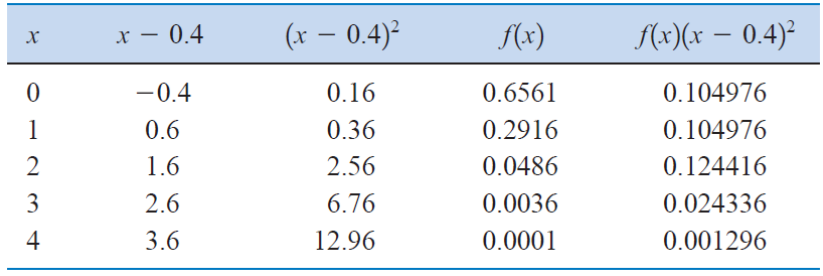 x x − 0.4 (x − 0.4)² f(x) f(x)(x − 0.4)²
0 −0.4 0.16 0.6561 0.104976
1 0.6 0.36 0.2916 0.104976
2 1.6 2.56 0.0486 0.124416
3 2.6 6.76 0.0036 0.024336
4 3.6 12.96 0.0001 0.001296